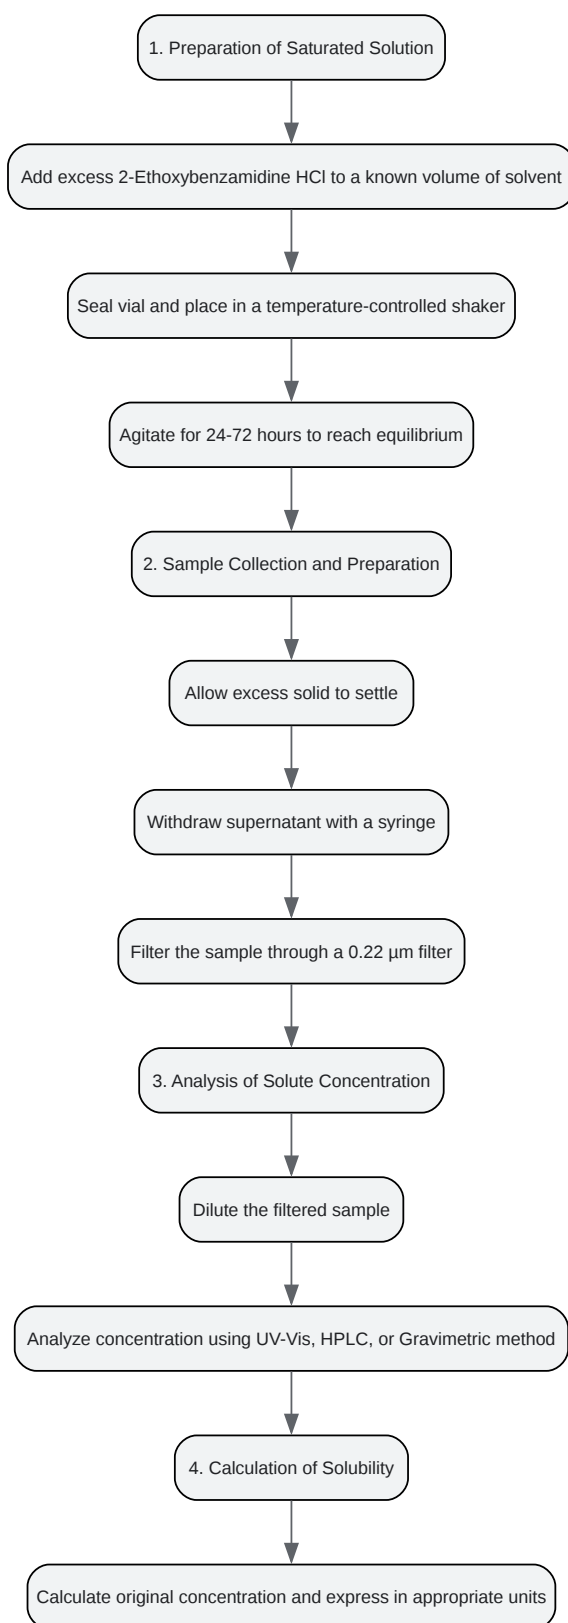 1. Preparation of Saturated Solution
Add excess 2-Ethoxybenzamidine HCl to a known volume of solvent
Seal vial and place in a temperature-controlled shaker
Agitate for 24-72 hours to reach equilibrium
2. Sample Collection and Preparation
Allow excess solid to settle
Withdraw supernatant with a syringe
Filter the sample through a 0.22 µm filter
3. Analysis of Solute Concentration
Dilute the filtered sample
Analyze concentration using UV-Vis, HPLC, or Gravimetric method
4. Calculation of Solubility
Calculate original concentration and express in appropriate units